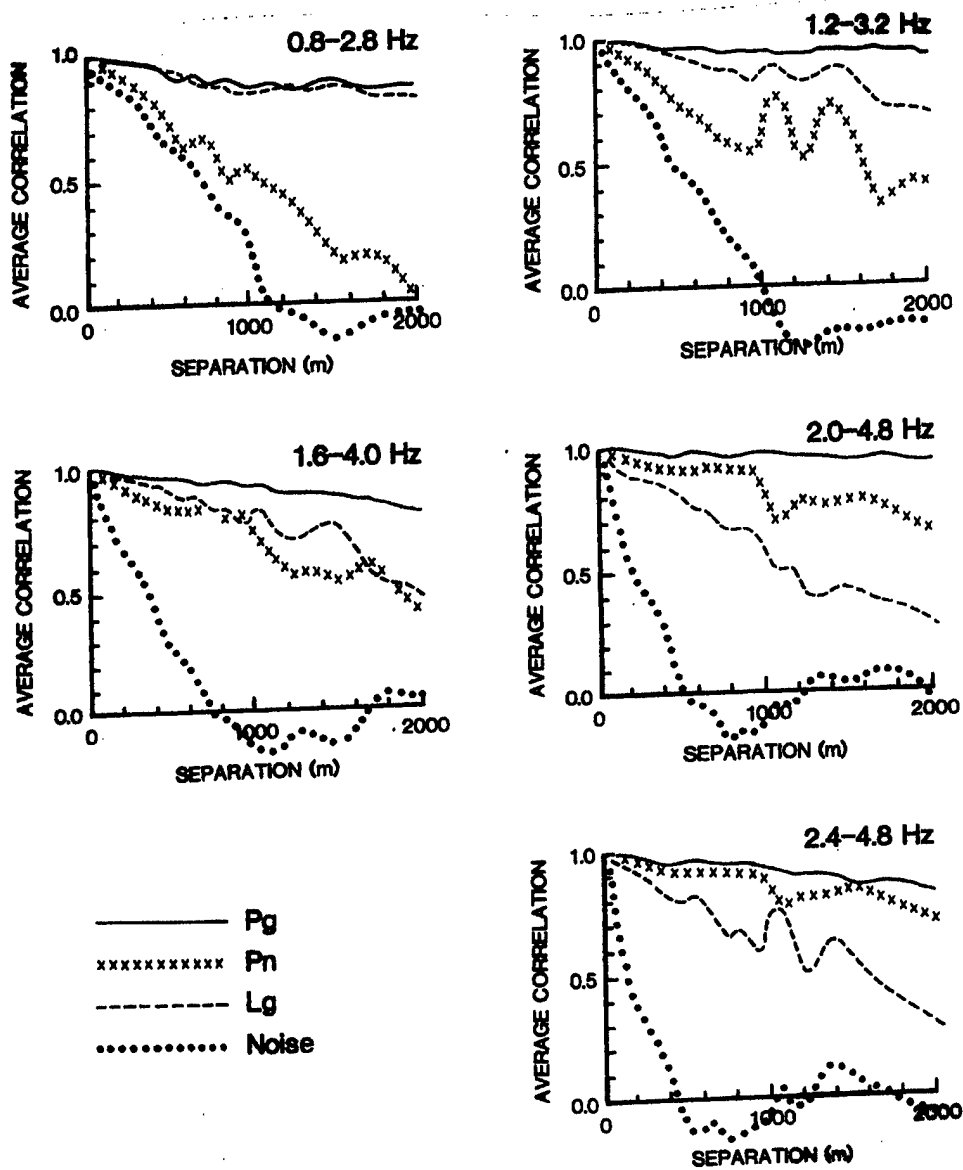 0.8–2.8 Hz
AVERAGE CORRELATION
1.0
0.5
0.0
0
1000
2000
SEPARATION (m)
1.2–3.2 Hz
AVERAGE CORRELATION
1.0
0.5
0.0
0
1000
2000
SEPARATION (m)
1.6–4.0 Hz
AVERAGE CORRELATION
1.0
0.5
0.0
0
1000
2000
SEPARATION (m)
2.0–4.8 Hz
AVERAGE CORRELATION
1.0
0.5
0.0
0
1000
2000
SEPARATION (m)
2.4–4.8 Hz
AVERAGE CORRELATION
1.0
0.5
0.0
0
1000
2000
SEPARATION (m)
Pg
Pn
Lg
Noise